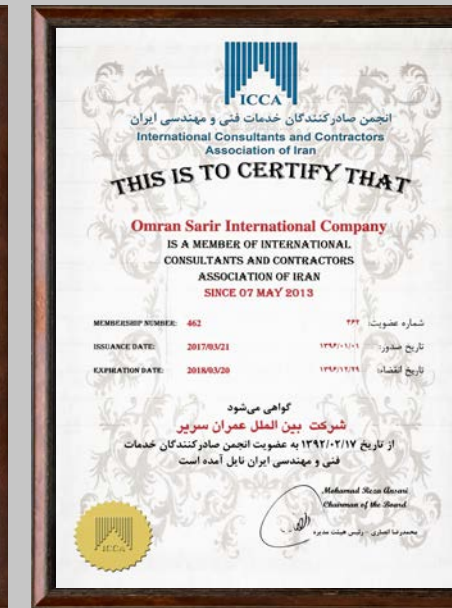 ICCA
انجمن صادرکنندگان خدمات فنی و مهندسی ایران
International Consultants and Contractors
Association of Iran
THIS IS TO CERTIFY THAT
Omran Sarir International Company
IS A MEMBER OF INTERNATIONAL
CONSULTANTS AND CONTRACTORS
ASSOCIATION OF IRAN
SINCE 07 MAY 2013
MEMBERSHIP NUMBER: 462 شماره عضویت: ۴۶۲
ISSUANCE DATE: 2017/03/21 تاریخ صدور: ۱۳۹۶/۰۱/۰۱
EXPIRATION DATE: 2018/03/20 تاریخ انقضاء: ۱۳۹۶/۱۲/۲۹
گواهی می‌شود
شرکت بین الملل عمران سریر
از تاریخ ۱۳۹۲/۰۲/۱۷ به عضویت انجمن صادرکنندگان خدمات
فنی و مهندسی ایران نایل آمده است
Mohamad Reza Ansari
Chairman of the Board
محمدرضا انصاری - رئیس هیئت مدیره
ICCA